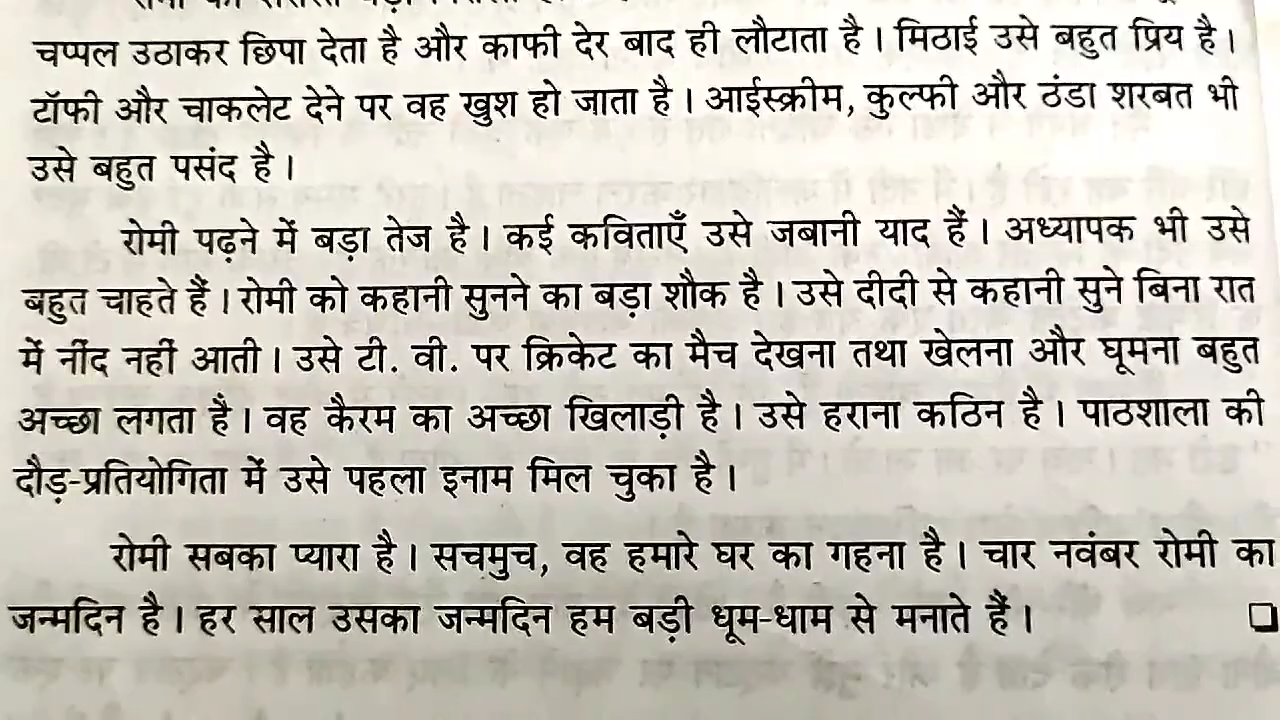 चप्पल उठाकर छिपा देता है और काफी देर बाद ही लौटाता है। मिठाई उसे बहुत प्रिय है।
टॉफी और चाकलेट देने पर वह खुश हो जाता है। आईस्क्रीम, कुल्फी और ठंडा शरबत भी
उसे बहुत पसंद है।
रोमी पढ़ने में बड़ा तेज है। कई कविताएँ उसे जबानी याद हैं। अध्यापक भी उसे
बहुत चाहते हैं। रोमी को कहानी सुनने का बड़ा शौक है। उसे दीदी से कहानी सुने बिना रात
में नींद नहीं आती। उसे टी. वी. पर क्रिकेट का मैच देखना तथा खेलना और घूमना बहुत
अच्छा लगता है। वह कैरम का अच्छा खिलाड़ी है। उसे हराना कठिन है। पाठशाला की
दौड़-प्रतियोगिता में उसे पहला इनाम मिल चुका है।
रोमी सबका प्यारा है। सचमुच, वह हमारे घर का गहना है। चार नवंबर रोमी का
जन्मदिन है। हर साल उसका जन्मदिन हम बड़ी धूम-धाम से मनाते हैं।